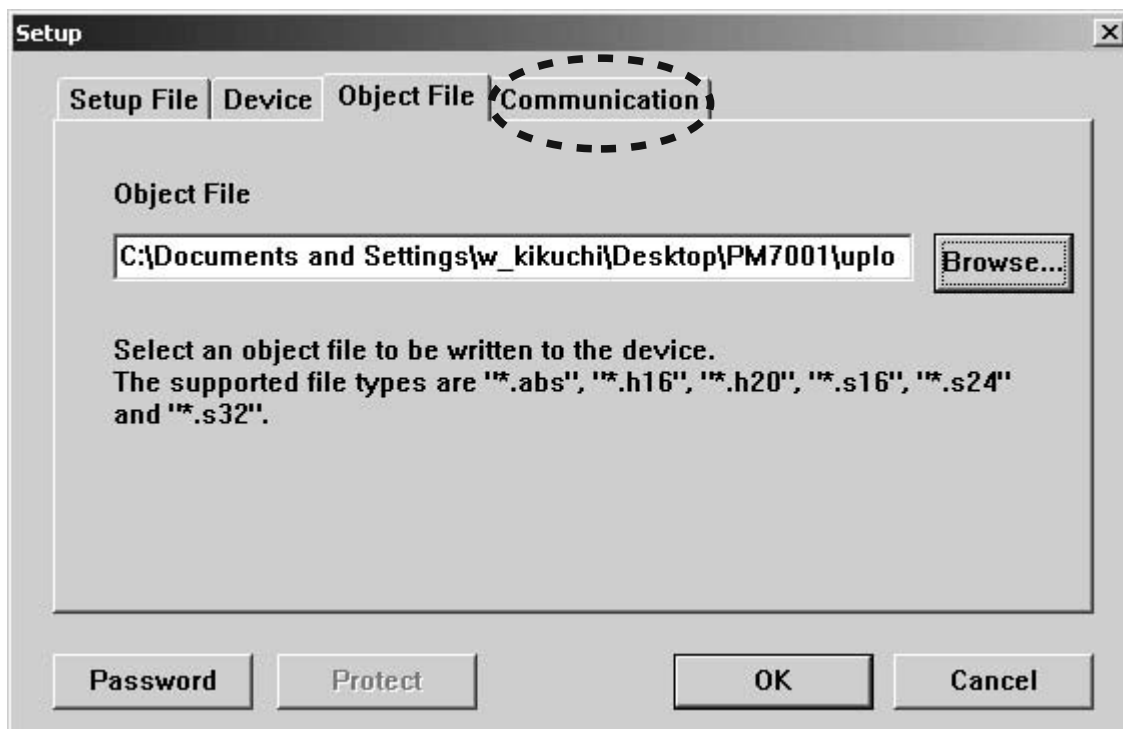 Setup
Setup File Device Object File Communication
Object File
C:\Documents and Settings\w_kikuchi\Desktop\PM7001\uplo Browse...
Select an object file to be written to the device.
The supported file types are "*.abs", "*.h16", "*.h20", "*.s16", "*.s24"
and "*.s32".
Password Protect OK Cancel